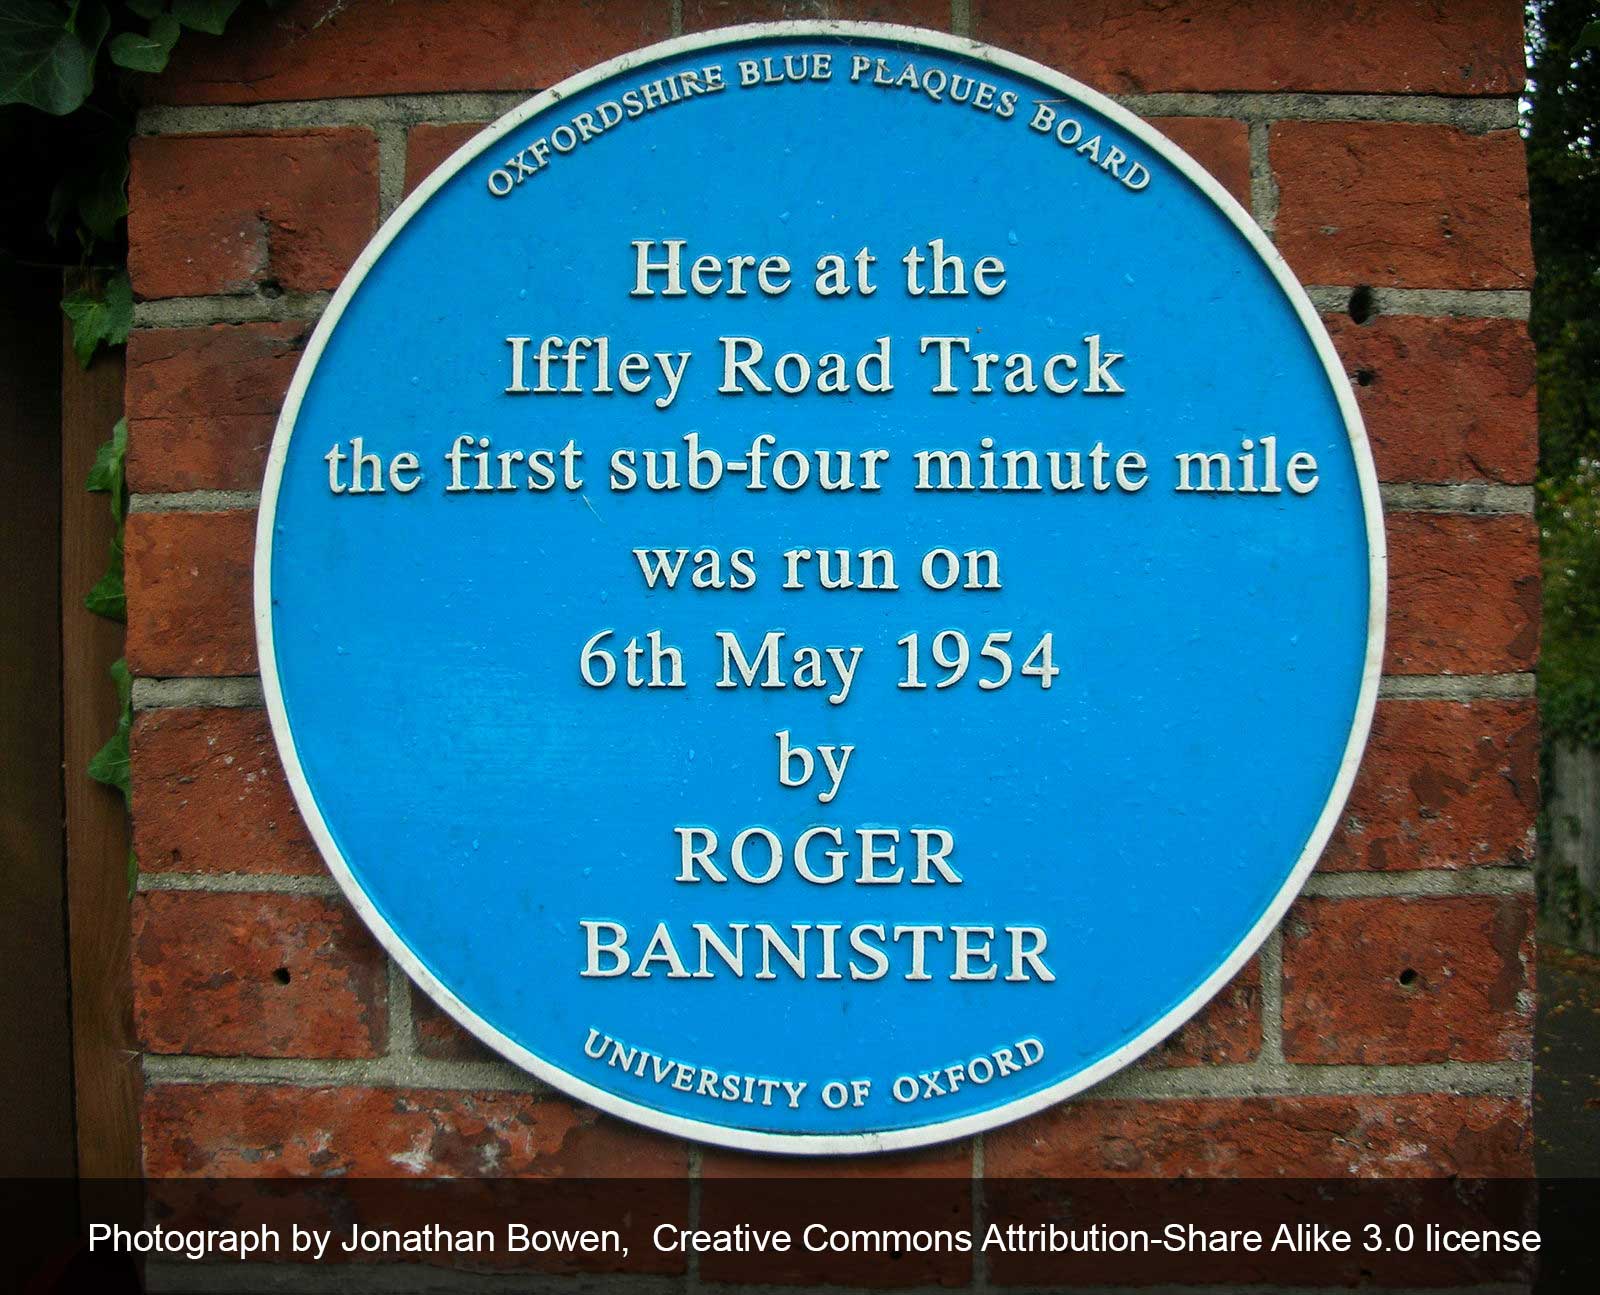 OXFORDSHIRE BLUE PLAQUES BOARD
Here at the
Iffley Road Track
the first sub-four minute mile
was run on
6th May 1954
by
ROGER
BANNISTER
UNIVERSITY OF OXFORD
Photograph by Jonathan Bowen,  Creative Commons Attribution-Share Alike 3.0 license